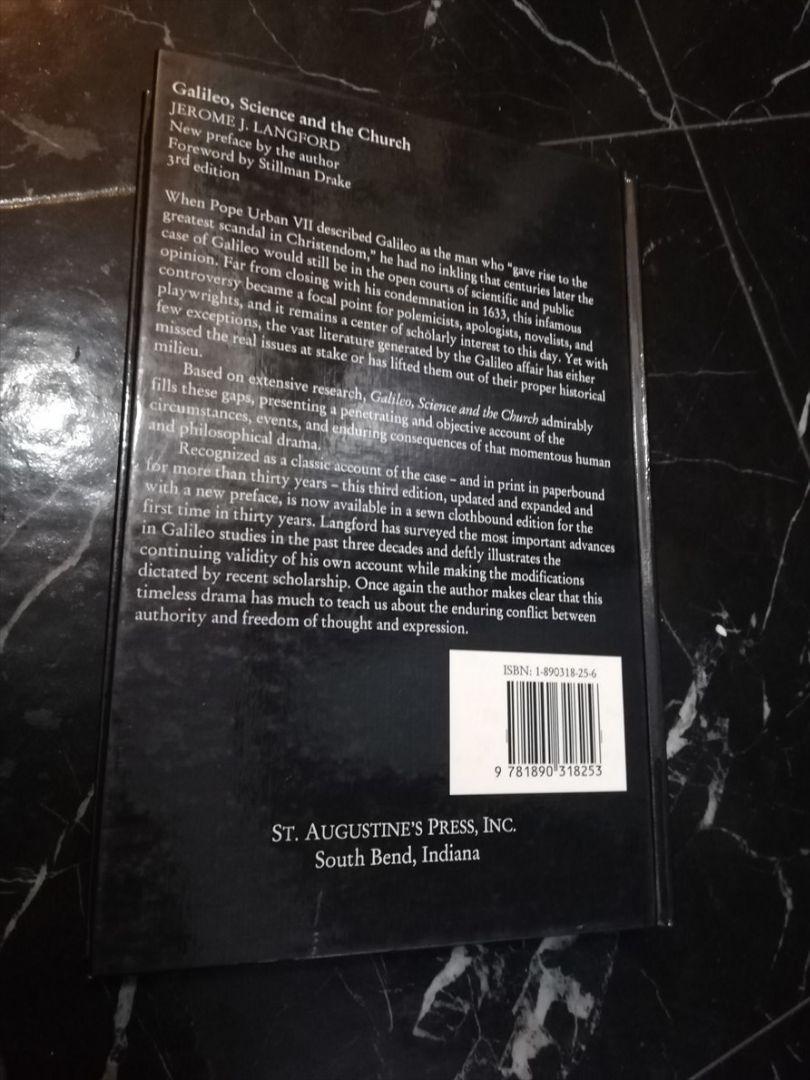 Galileo, Science and the Church
JEROME J. LANGFORD
New preface by the author
Foreword by Stillman Drake
3rd edition
When Pope Urban VII described Galileo as the man who “gave rise to the
greatest scandal in Christendom,” he had no inkling that centuries later the
case of Galileo would still be in the open courts of scientific and public
opinion. Far from closing with his condemnation in 1633, this infamous
controversy became a focal point for polemicists, apologists, novelists, and
playwrights, and it remains a center of scholarly interest to this day. Yet with
few exceptions, the vast literature generated by the Galileo affair has either
missed the real issues at stake or has lifted them out of their proper historical
milieu.
Based on extensive research, Galileo, Science and the Church admirably
fills these gaps, presenting a penetrating and objective account of the
circumstances, events, and enduring consequences of that momentous human
and philosophical drama.
Recognized as a classic account of the case – and in print in paperbound
for more than thirty years – this third edition, updated and expanded and
with a new preface, is now available in a sewn clothbound edition for the
first time in thirty years. Langford has surveyed the most important advances
in Galileo studies in the past three decades and deftly illustrates the
continuing validity of his own account while making the modifications
dictated by recent scholarship. Once again the author makes clear that this
timeless drama has much to teach us about the enduring conflict between
authority and freedom of thought and expression.
ISBN: 1-890318-25-6
9 781890 318253
ST. AUGUSTINE'S PRESS, INC.
South Bend, Indiana